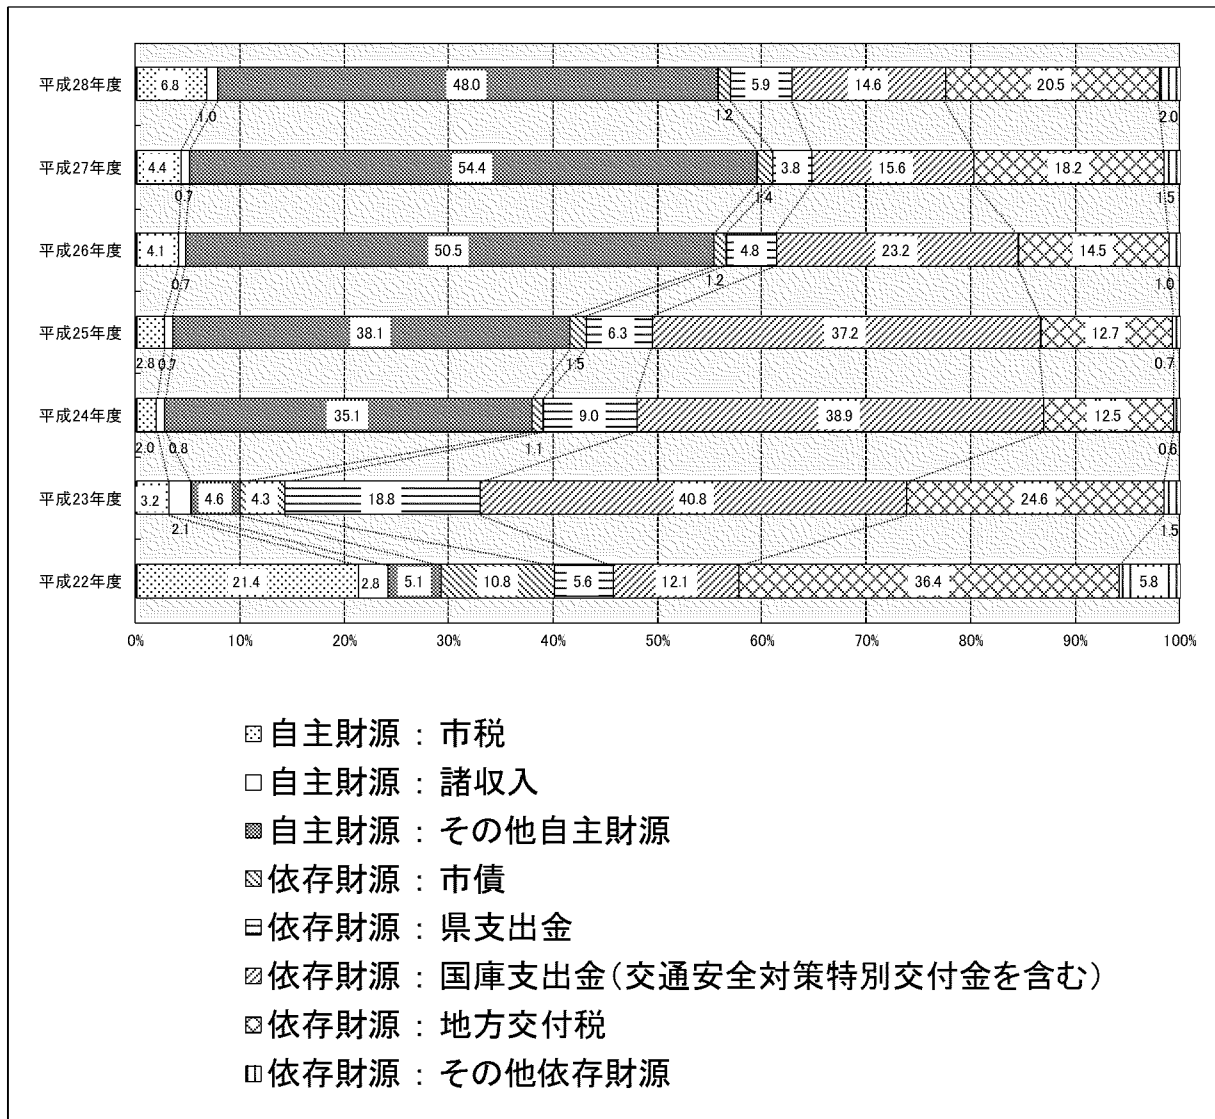 平成28年度 6.8 48.0 5.9 14.6 20.5
1.0 1.2 2.0
平成27年度 4.4 54.4 3.8 15.6 18.2
0.7 1.4 1.5
平成26年度 4.1 50.5 4.8 23.2 14.5
0.7 1.2 1.0
平成25年度 38.1 6.3 37.2 12.7
2.8 0.7 1.5 0.7
平成24年度 35.1 9.0 38.9 12.5
2.0 0.8 1.1 0.6
平成23年度 3.2 4.6 4.3 18.8 40.8 24.6
2.1 1.5
平成22年度 21.4 2.8 5.1 10.8 5.6 12.1 36.4 5.8
0% 10% 20% 30% 40% 50% 60% 70% 80% 90% 100%
自主財源 : 市税
自主財源 : 諸収入
自主財源 : その他自主財源
依存財源 : 市債
依存財源 : 県支出金
依存財源 : 国庫支出金(交通安全対策特別交付金を含む)
依存財源 : 地方交付税
依存財源 : その他依存財源